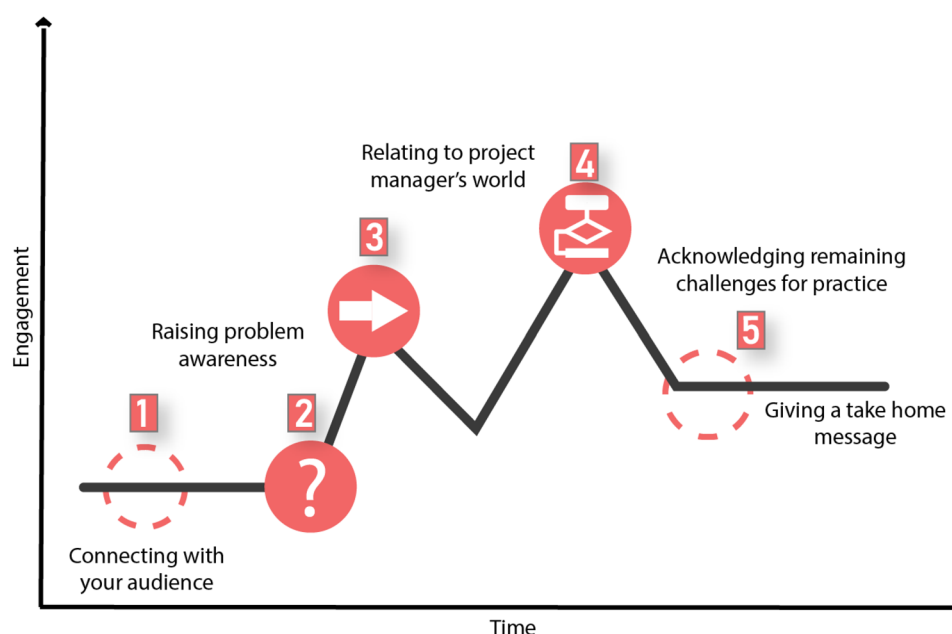 Relating to project
manager's world
4
3
Acknowledging remaining
challenges for practice
5
Raising problem
awareness
1
2
?
Giving a take home
message
Connecting with
your audience
Engagement
Time